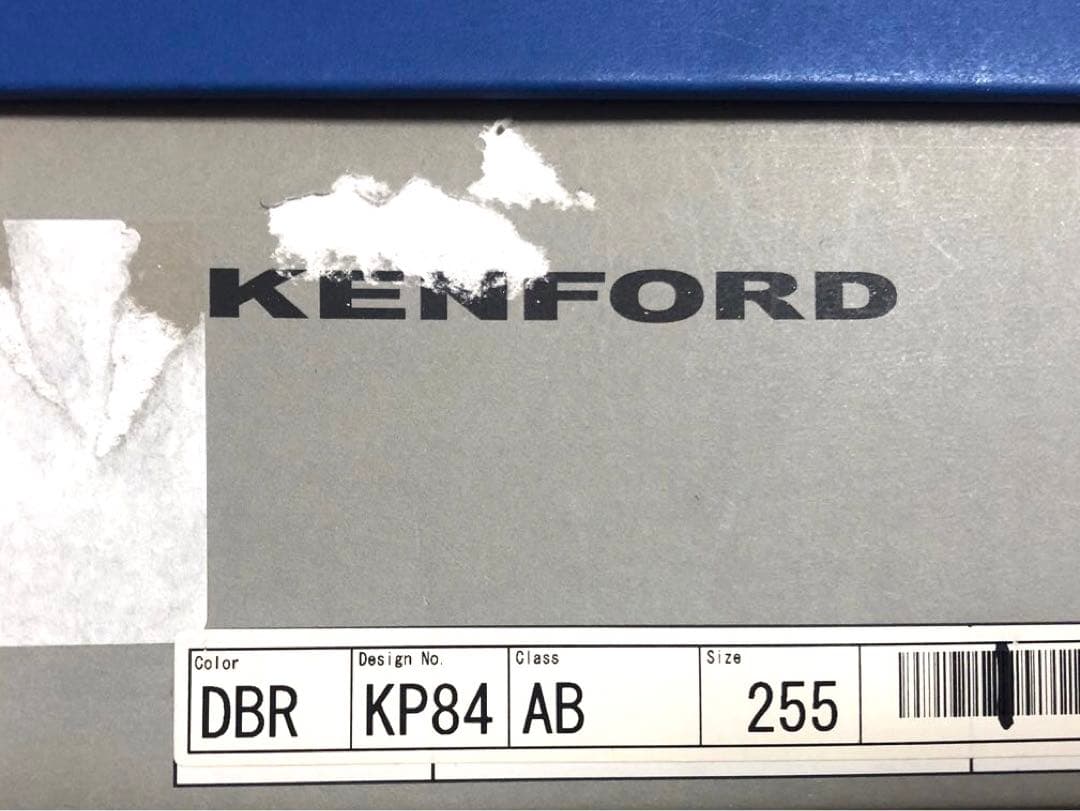 KENFORD
Color Design No. Class Size
DBR KP84 AB 255